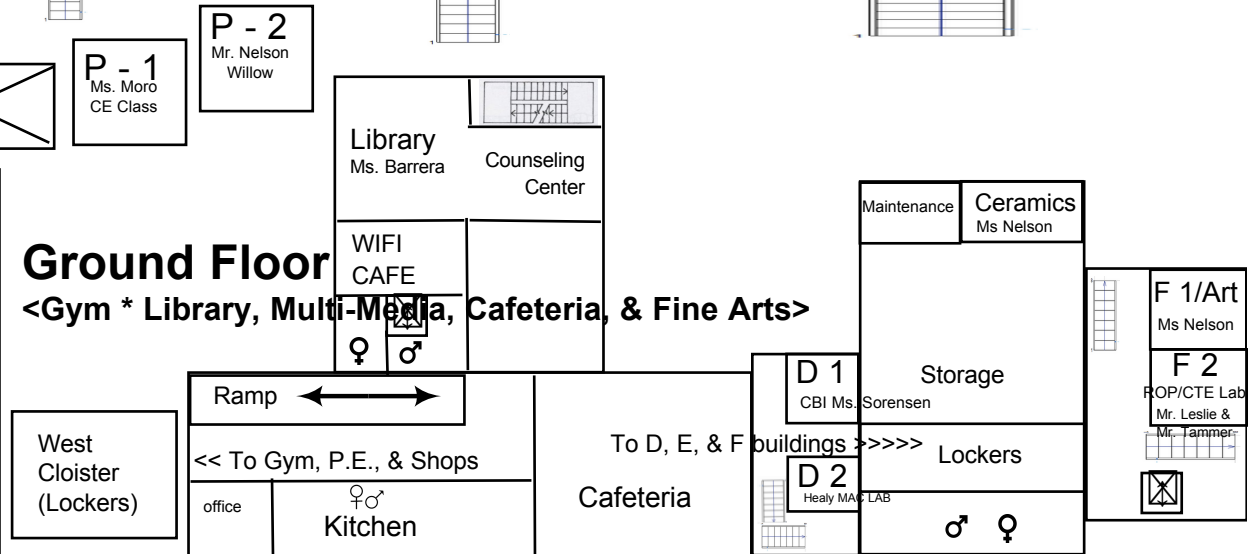 P - 2
Mr. Nelson
Willow
P - 1
Ms. Moro
CE Class
Library
Ms. Barrera
Counseling
Center
Maintenance
Ceramics
Ms Nelson
WIFI
CAFE
Ground Floor
<Gym * Library, Multi-Media, Cafeteria, & Fine Arts>
♀ ♂
F 1/Art
Ms Nelson
F 2
ROP/CTE Lab
Mr. Leslie &
Mr. Tammer
D 1
CBI Ms. Sorensen
Storage
Ramp
West
Cloister
(Lockers)
<< To Gym, P.E., & Shops
To D, E, & F buildings >>>>>
Lockers
office
♀♂
Kitchen
Cafeteria
D 2
Healy MAC LAB
♂ ♀